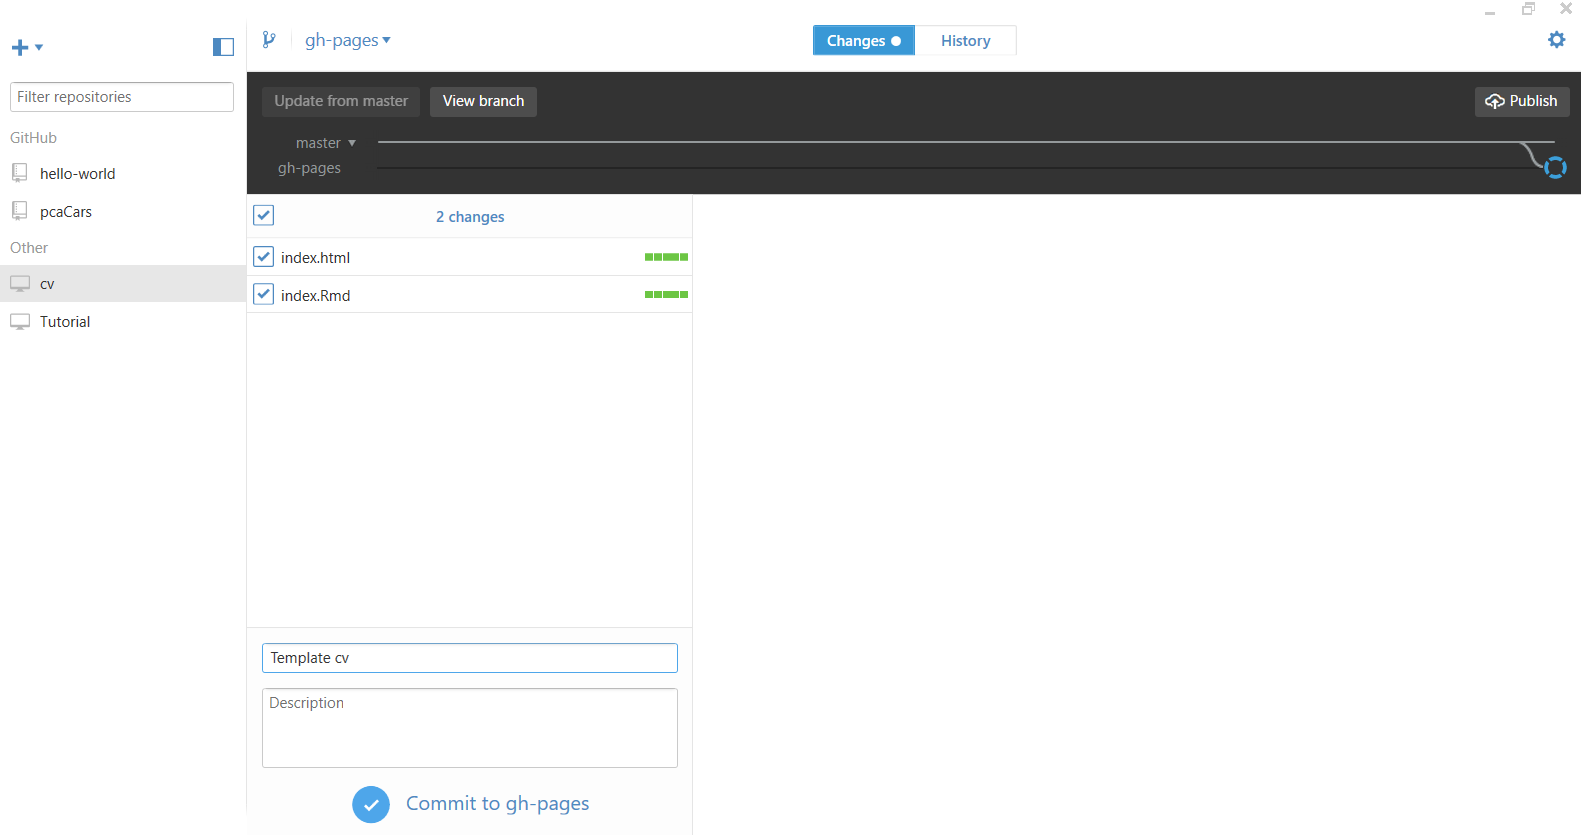 gh-pages
Changes
History
Filter repositories
GitHub
hello-world
pcaCars
Other
cv
Tutorial
Update from master
View branch
Publish
master
gh-pages
2 changes
index.html
index.Rmd
Template cv
Description
Commit to gh-pages